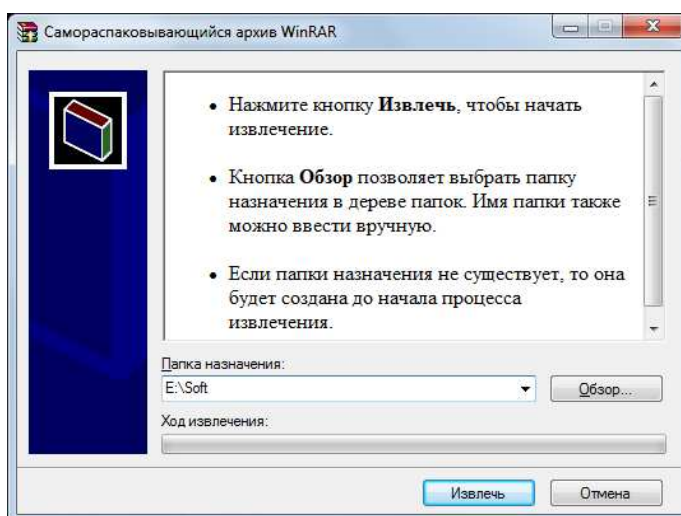 Самораспаковывающийся архив WinRAR
• Нажмите кнопку Извлечь, чтобы начать
извлечение.
• Кнопка Обзор позволяет выбрать папку
назначения в дереве папок. Имя папки также
можно ввести вручную.
• Если папки назначения не существует, то она
будет создана до начала процесса
извлечения.
Папка назначения:
E:\Soft
Обзор...
Ход извлечения:
Извлечь
Отмена